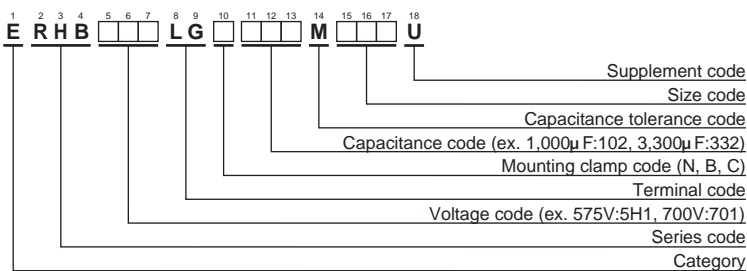 1 2 3 4 5 6 7 8 9 10 11 12 13 14 15 16 17 18
E R H B L G M U
Supplement code
Size code
Capacitance tolerance code
Capacitance code (ex. 1,000μF:102, 3,300μF:332)
Mounting clamp code (N, B, C)
Terminal code
Voltage code (ex. 575V:5H1, 700V:701)
Series code
Category